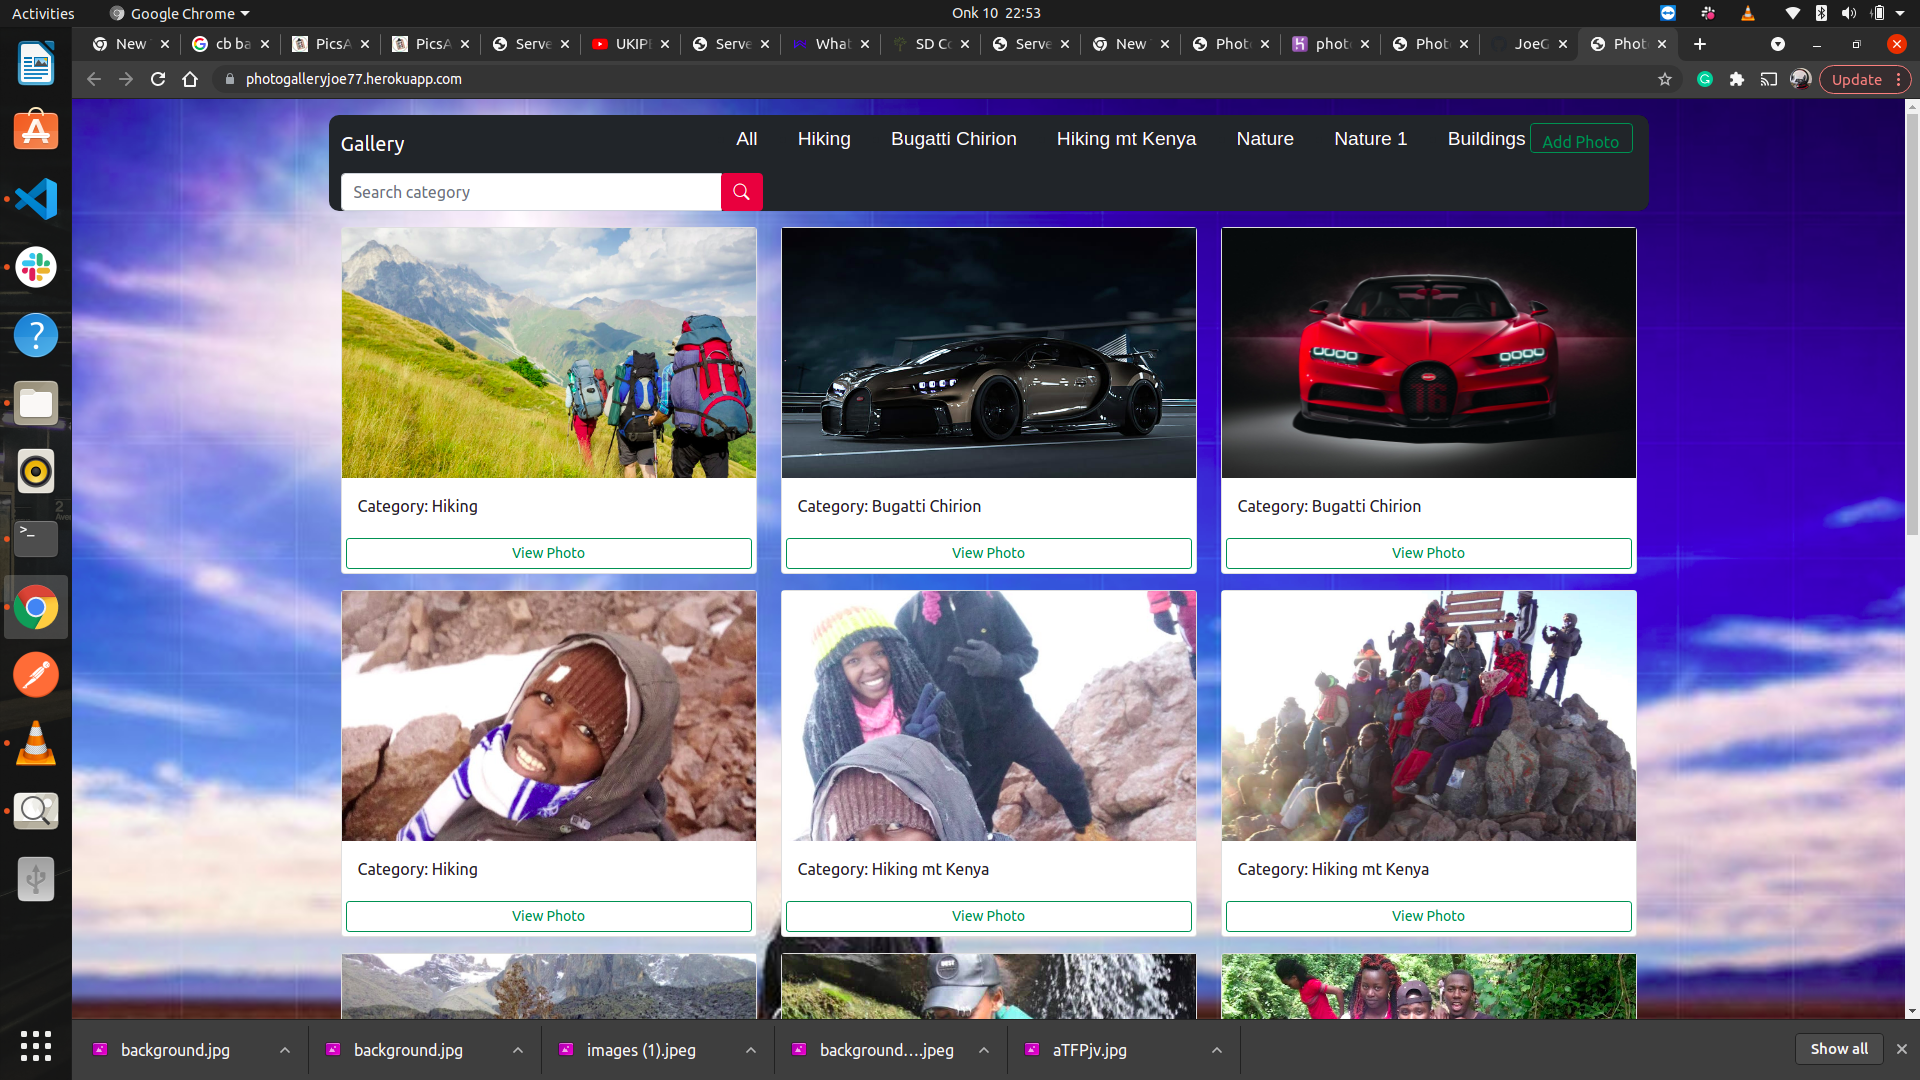 Activities
Google Chrome
Onk 10 22:53
New
cb ba
PicsA
PicsA
Serve
UKIPE
Serve
What
SD Co
Serve
New
Photo
photo
Photo
JoeG
Photo
photogalleryjoe77.herokuapp.com
Update
Gallery
All
Hiking
Bugatti Chirion
Hiking mt Kenya
Nature
Nature 1
Buildings
Add Photo
Search category
Category: Hiking
Category: Bugatti Chirion
Category: Bugatti Chirion
View Photo
View Photo
View Photo
Category: Hiking
Category: Hiking mt Kenya
Category: Hiking mt Kenya
View Photo
View Photo
View Photo
background.jpg
background.jpg
images (1).jpeg
background....jpeg
aTFPjv.jpg
Show all